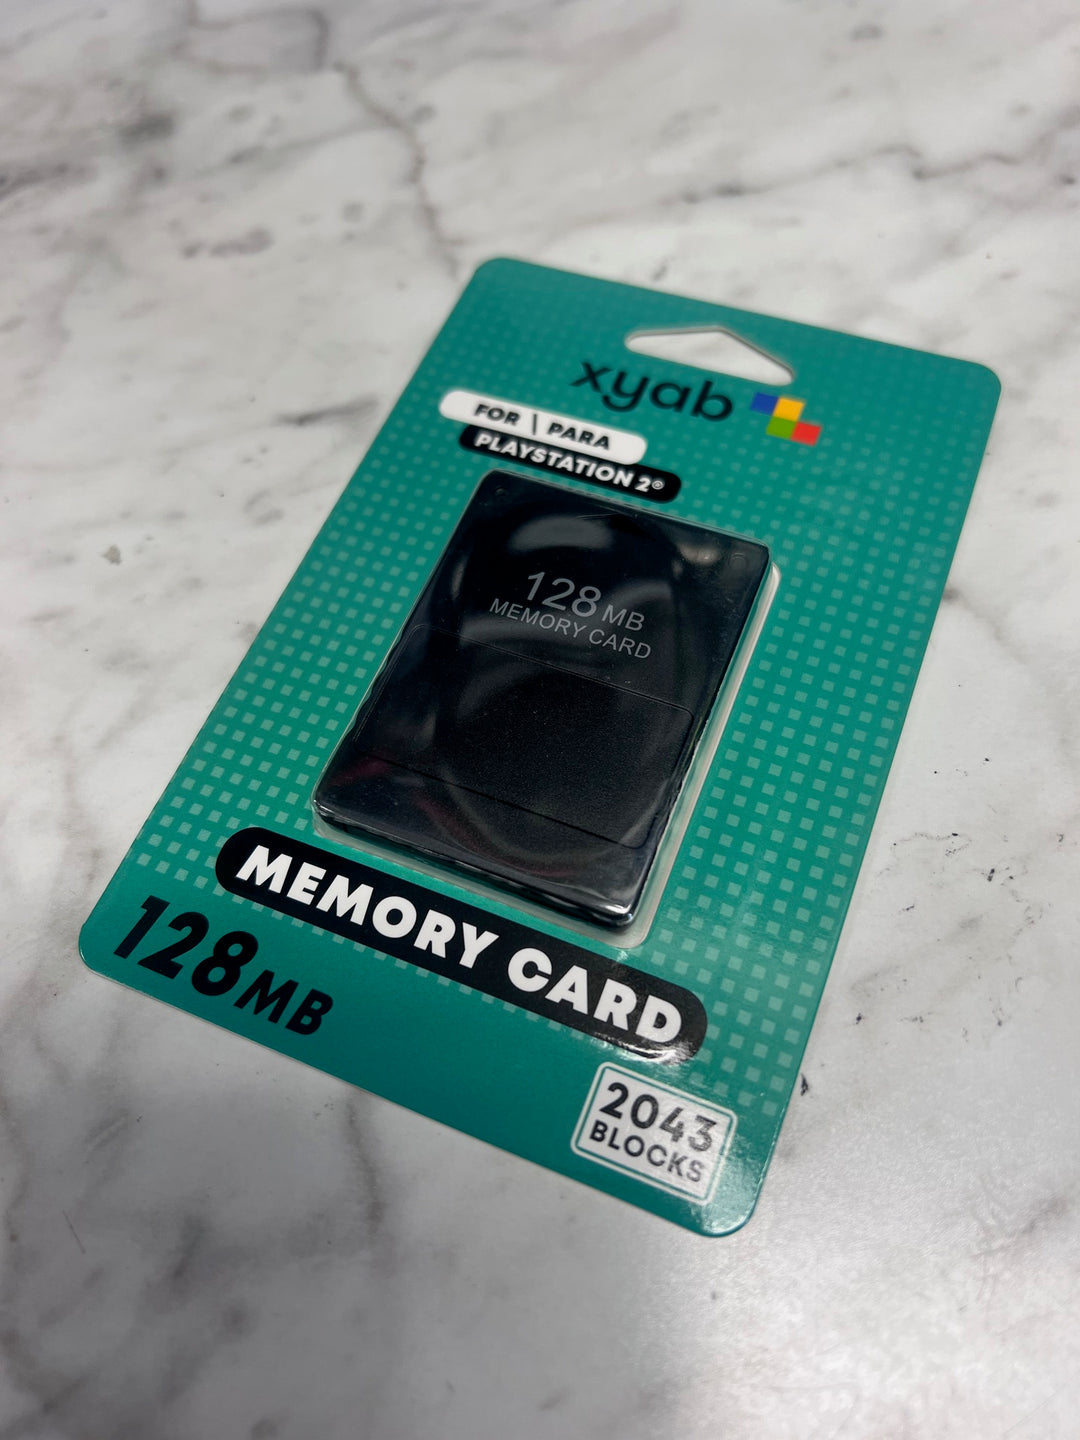 xyab
FOR \ PARA
PLAYSTATION 2®
128 MB
MEMORY CARD
MEMORY CARD
128MB
2043
BLOCKS